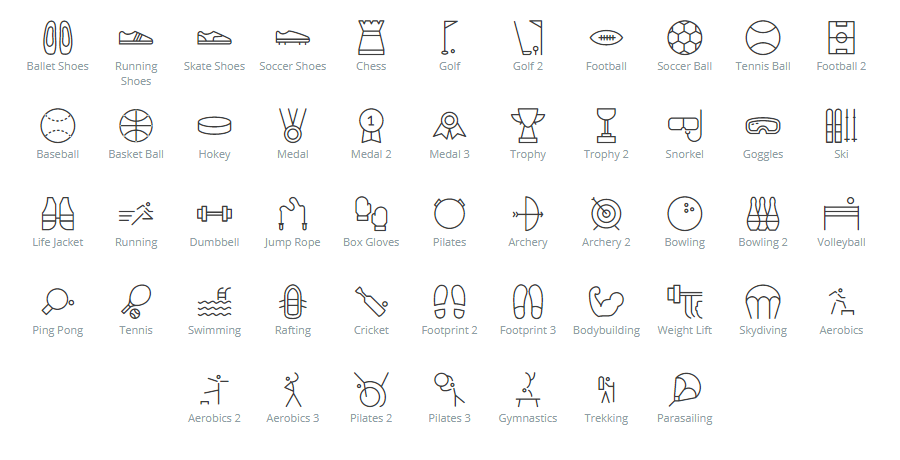 Ballet Shoes
Running
Shoes
Skate Shoes
Soccer Shoes
Chess
Golf
Golf 2
Football
Soccer Ball
Tennis Ball
Football 2
Baseball
Basket Ball
Hokey
Medal
1
Medal 2
Medal 3
Trophy
Trophy 2
Snorkel
Goggles
Ski
Life Jacket
Running
Dumbbell
Jump Rope
Box Gloves
Pilates
Archery
Archery 2
Bowling
Bowling 2
Volleyball
Ping Pong
Tennis
Swimming
Rafting
Cricket
Footprint 2
Footprint 3
Bodybuilding
Weight Lift
Skydiving
Aerobics
Aerobics 2
Aerobics 3
Pilates 2
Pilates 3
Gymnastics
Trekking
Parasailing